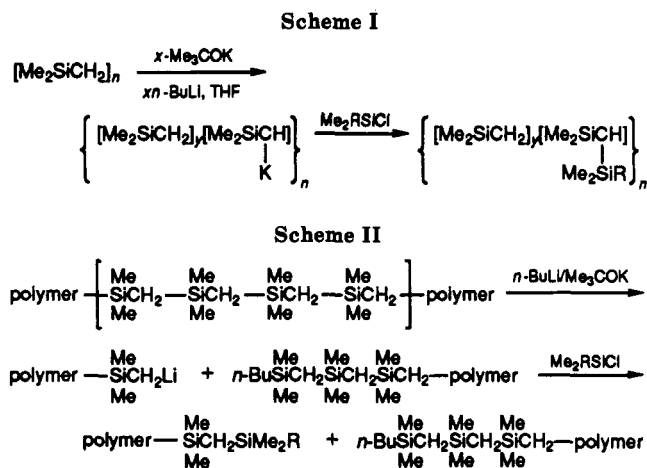 Scheme I
x-Me₃COK
[Me₂SiCH₂]ₙ
xn-BuLi, THF
{[Me₂SiCH₂]ᵧ[Me₂SiCH]}ₙ Me₂RSiCl {[Me₂SiCH₂]ᵧ[Me₂SiCH]}ₙ
K Me₂SiR
Scheme II
Me Me Me Me
polymer [SiCH₂—SiCH₂—SiCH₂—SiCH₂] polymer n-BuLi/Me₃COK
Me Me Me Me
Me Me Me Me
polymer—SiCH₂Li + n-BuSiCH₂SiCH₂SiCH₂—polymer Me₂RSiCl
Me Me Me Me
Me Me Me Me
polymer—SiCH₂SiMe₂R + n-BuSiCH₂SiCH₂SiCH₂—polymer
Me Me Me Me